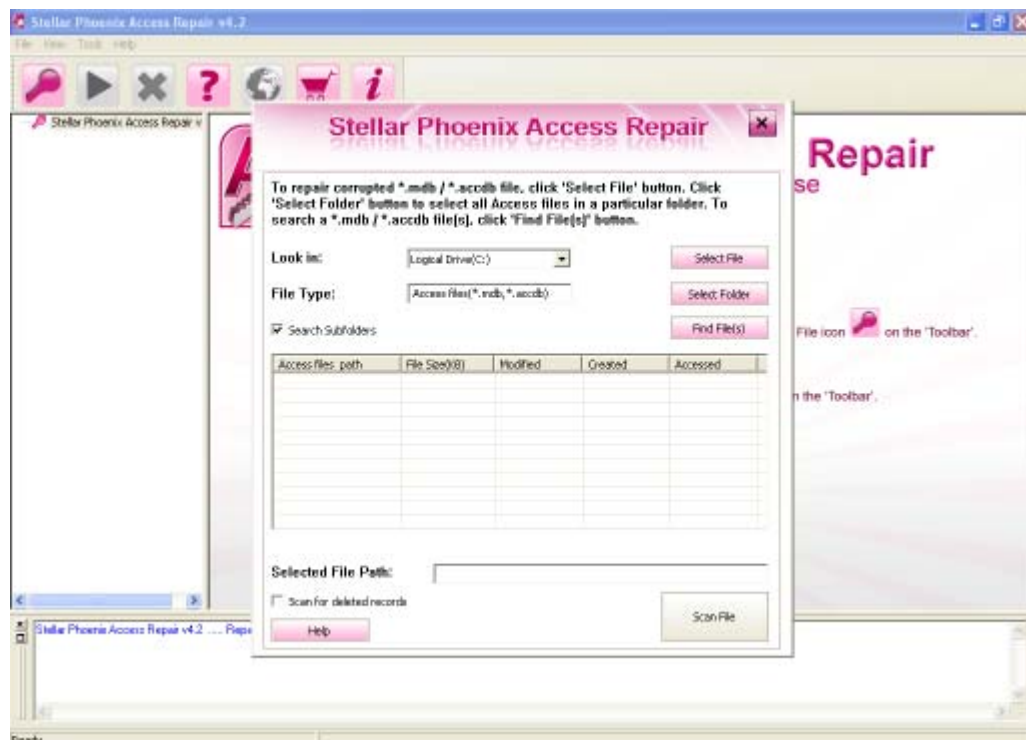 Stellar Phoenix Access Repair v4.2
File View Tools Help
Stellar Phoenix Access Repair v
Repair
se
File icon on the 'Toolbar'.
n the 'Toolbar'.
Stellar Phoenix Access Repair
To repair corrupted *.mdb / *.accdb file, click 'Select File' button. Click
'Select Folder' button to select all Access files in a particular folder. To
search a *.mdb / *.accdb file(s), click 'Find File(s)' button.
Look in: Logical Drive(C:) Select File
File Type: Access files(*.mdb,*.accdb) Select Folder
Search Subfolders Find File(s)
Access files path File Size(KB) Modified Created Accessed
Selected File Path:
Scan for deleted records
Help
Scan File
Stellar Phoenix Access Repair v4.2 .... Repa
Ready